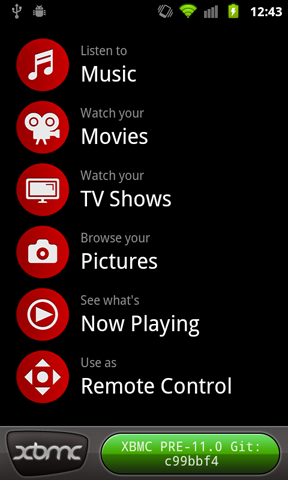 12:43
Listen to
Music
Watch your
Movies
Watch your
TV Shows
Browse your
Pictures
See what's
Now Playing
Use as
Remote Control
xbmc
XBMC PRE-11.0 Git:
c99bbf4